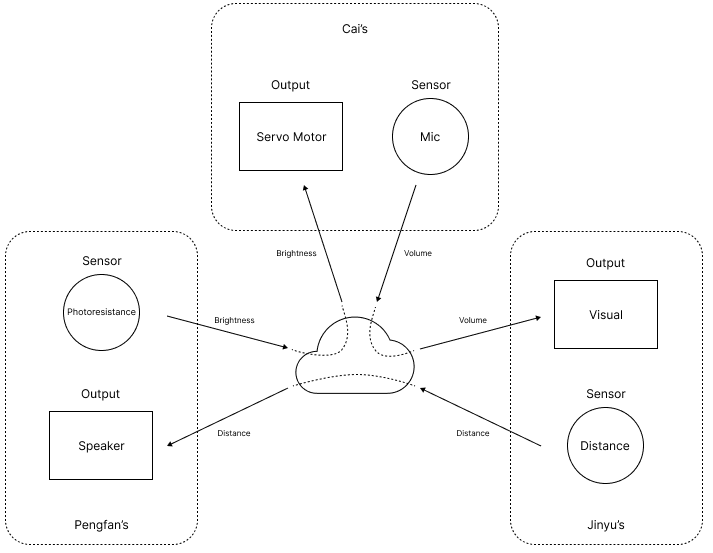 Cai’s
Output
Sensor
Servo Motor
Mic
Brightness
Volume
Sensor
Photoresistance
Brightness
Output
Speaker
Distance
Pengfan’s
Volume
Output
Visual
Sensor
Distance
Distance
Jinyu’s